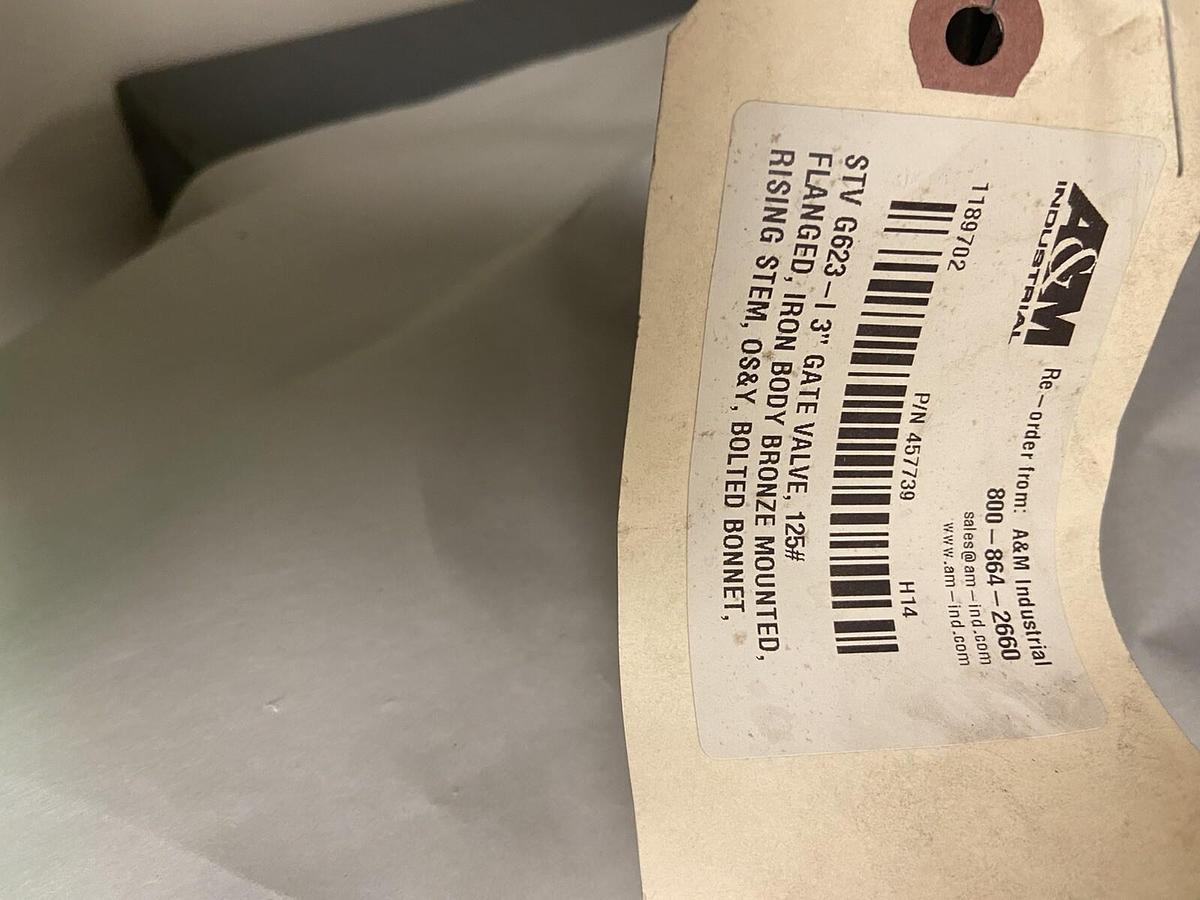 A&M
INDUSTRIAL
Re-order from: A&M Industrial
800-864-2660
sales@am-ind.com
www.am-ind.com
1189702
P/N 457739
H14
STV G623-I 3" GATE VALVE, 125#
FLANGED, IRON BODY BRONZE MOUNTED,
RISING STEM, OS&Y, BOLTED BONNET,